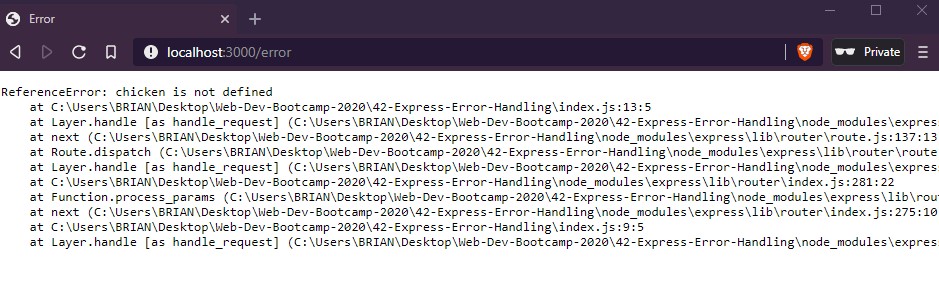 Error
localhost:3000/error
Private
ReferenceError: chicken is not defined
at C:\Users\BRIAN\Desktop\Web-Dev-Bootcamp-2020\42-Express-Error-Handling\index.js:13:5
at Layer.handle [as handle_request] (C:\Users\BRIAN\Desktop\Web-Dev-Bootcamp-2020\42-Express-Error-Handling\node_modules\expres
at next (C:\Users\BRIAN\Desktop\Web-Dev-Bootcamp-2020\42-Express-Error-Handling\node_modules\express\lib\router\route.js:137:13
at Route.dispatch (C:\Users\BRIAN\Desktop\Web-Dev-Bootcamp-2020\42-Express-Error-Handling\node_modules\express\lib\router\route
at Layer.handle [as handle_request] (C:\Users\BRIAN\Desktop\Web-Dev-Bootcamp-2020\42-Express-Error-Handling\node_modules\expres
at C:\Users\BRIAN\Desktop\Web-Dev-Bootcamp-2020\42-Express-Error-Handling\node_modules\express\lib\router\index.js:281:22
at Function.process_params (C:\Users\BRIAN\Desktop\Web-Dev-Bootcamp-2020\42-Express-Error-Handling\node_modules\express\lib\rou
at next (C:\Users\BRIAN\Desktop\Web-Dev-Bootcamp-2020\42-Express-Error-Handling\node_modules\express\lib\router\index.js:275:10
at C:\Users\BRIAN\Desktop\Web-Dev-Bootcamp-2020\42-Express-Error-Handling\index.js:9:5
at Layer.handle [as handle_request] (C:\Users\BRIAN\Desktop\Web-Dev-Bootcamp-2020\42-Express-Error-Handling\node_modules\expres